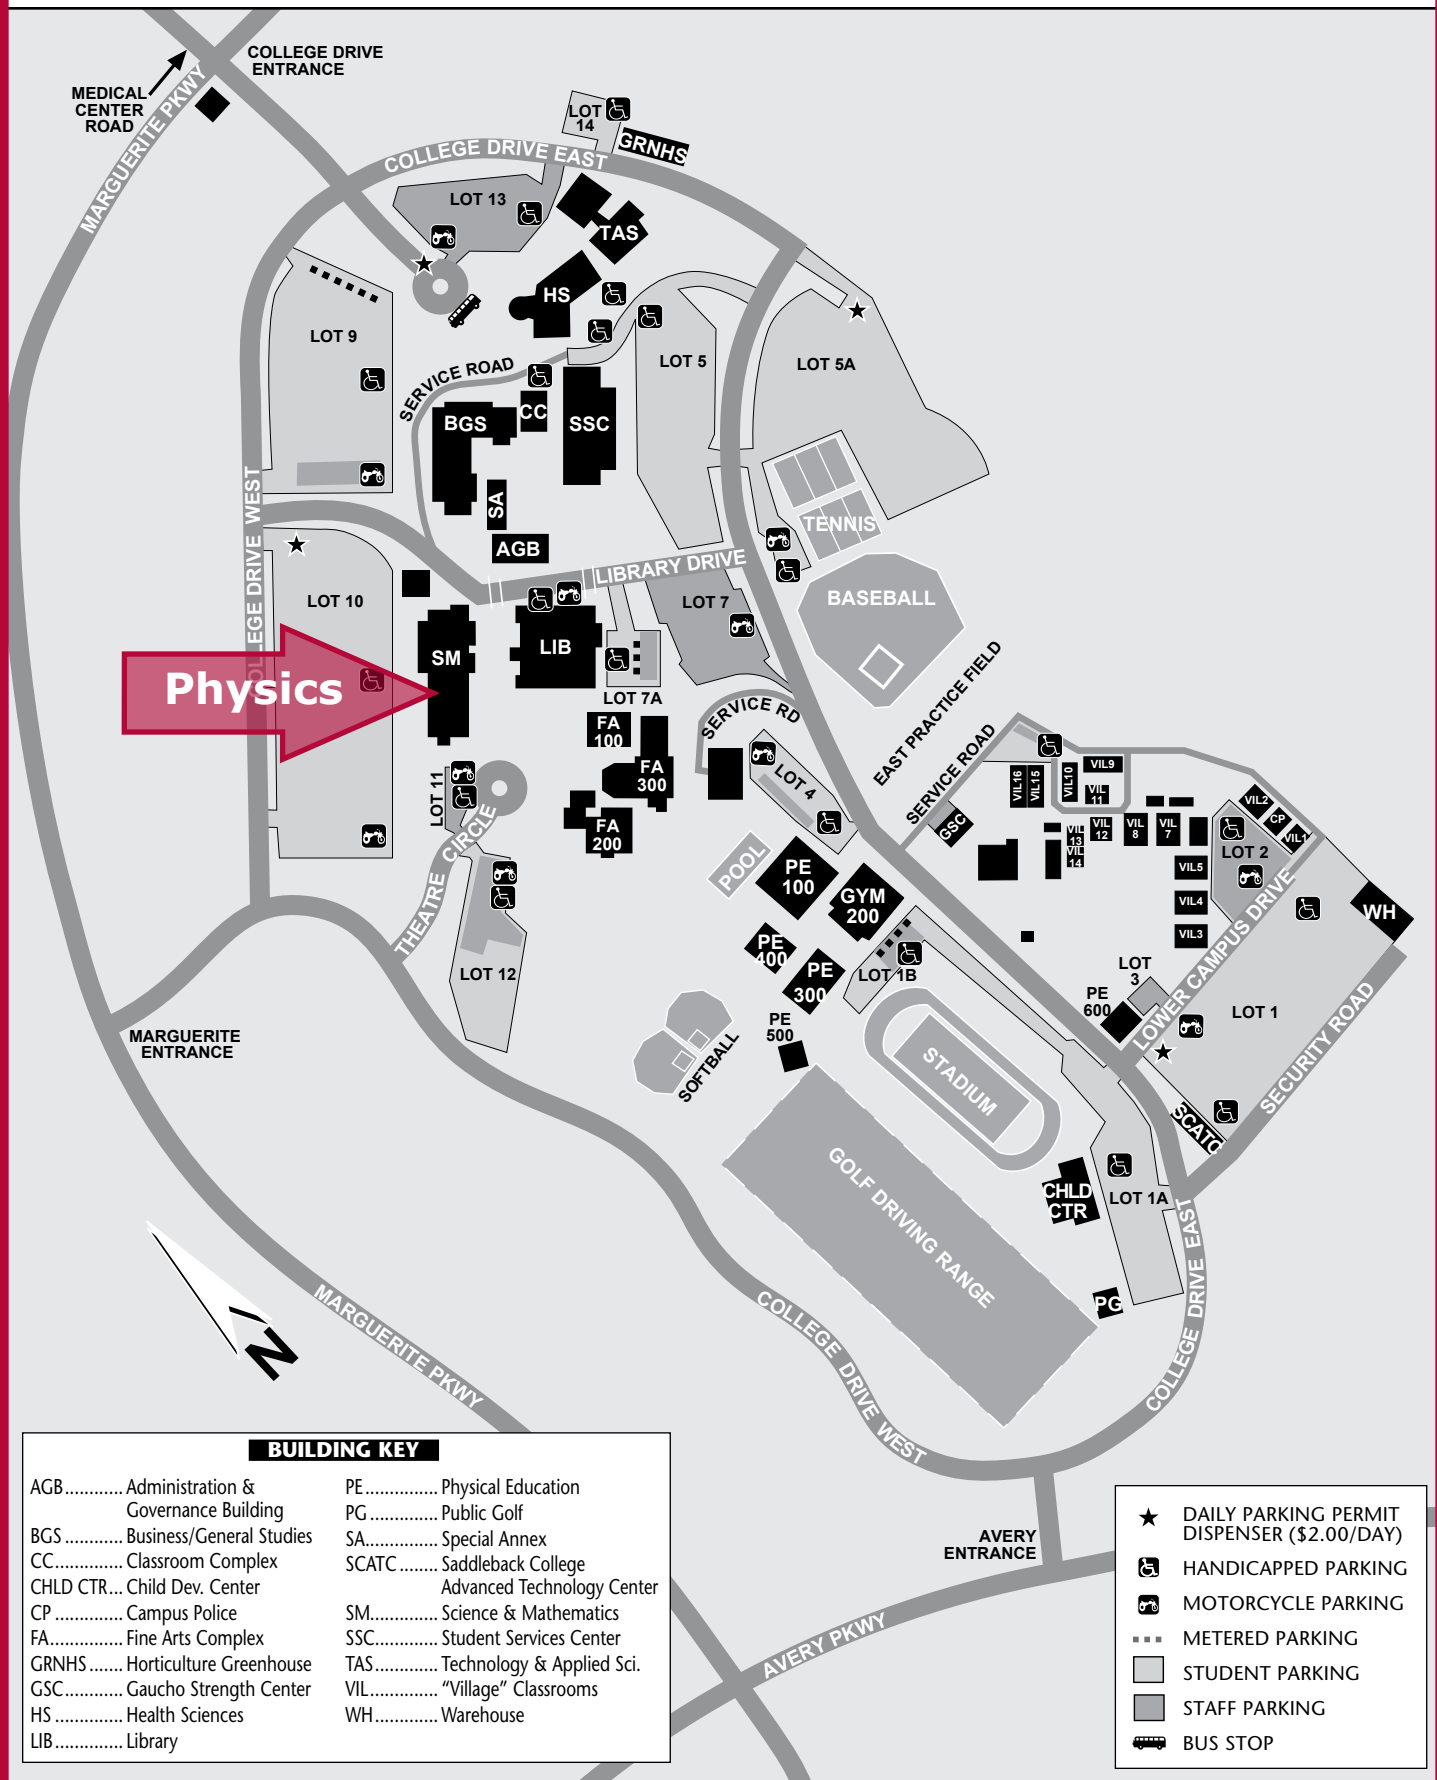 COLLEGE DRIVE
ENTRANCE
MEDICAL
CENTER
ROAD
MARGUERITE PKWY
LOT
14
GRNHS
COLLEGE DRIVE EAST
LOT 13
TAS
HS
LOT 9
LOT 5
LOT 5A
SERVICE ROAD
CC
BGS
SSC
SA
AGB
TENNIS
COLLEGE DRIVE WEST
LIBRARY DRIVE
LOT 10
LOT 7
BASEBALL
SM
LIB
Physics
LOT 7A
EAST PRACTICE FIELD
SERVICE RD
FA
100
FA
300
FA
200
LOT 4
LOT 11
THEATRE CIRCLE
SERVICE ROAD
GSC
VIL16
VIL15
VIL10
VIL9
VIL
11
VIL
12
VIL
13
VIL
14
VIL
8
VIL
7
VIL2
CP
VIL1
LOT 2
VIL5
VIL4
VIL3
WH
POOL
PE
100
GYM
200
PE
400
PE
300
LOT 1B
LOT 12
LOT
3
PE
600
LOWER CAMPUS DRIVE
LOT 1
SECURITY ROAD
PE
500
SOFTBALL
STADIUM
MARGUERITE
ENTRANCE
SCATC
GOLF DRIVING RANGE
CHLD
CTR
LOT 1A
PG
COLLEGE DRIVE EAST
COLLEGE DRIVE WEST
N
MARGUERITE PKWY
AVERY
ENTRANCE
AVERY PKWY
BUILDING KEY
AGB............ Administration &
Governance Building
BGS ............ Business/General Studies
CC.............. Classroom Complex
CHLD CTR... Child Dev. Center
CP .............. Campus Police
FA............... Fine Arts Complex
GRNHS ....... Horticulture Greenhouse
GSC............ Gaucho Strength Center
HS .............. Health Sciences
LIB.............. Library
PE............... Physical Education
PG .............. Public Golf
SA............... Special Annex
SCATC ........ Saddleback College
Advanced Technology Center
SM.............. Science & Mathematics
SSC............. Student Services Center
TAS............. Technology & Applied Sci.
VIL.............. “Village” Classrooms
WH............. Warehouse
DAILY PARKING PERMIT
DISPENSER ($2.00/DAY)
HANDICAPPED PARKING
MOTORCYCLE PARKING
METERED PARKING
STUDENT PARKING
STAFF PARKING
BUS STOP